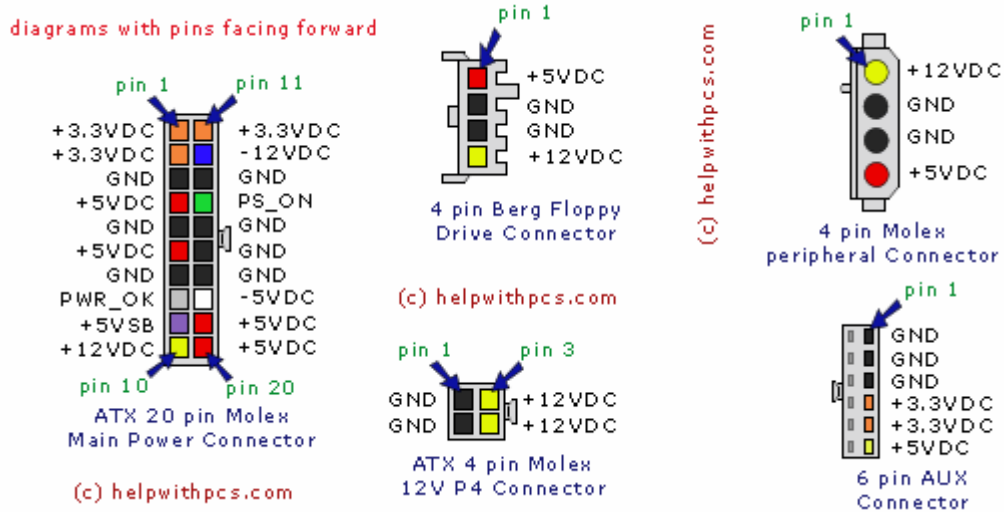 diagrams with pins facing forward
pin 1
pin 11
+3.3VDC
+3.3VDC
+3.3VDC
-12VDC
GND
GND
+5VDC
PS_ON
GND
GND
+5VDC
GND
GND
GND
PWR_OK
-5VDC
+5VSB
+5VDC
+12VDC
+5VDC
pin 10
pin 20
ATX 20 pin Molex
Main Power Connector
(c) helpwithpcs.com
pin 1
+5VDC
GND
GND
+12VDC
4 pin Berg Floppy
Drive Connector
(c) helpwithpcs.com
pin 1
pin 3
GND
+12VDC
GND
+12VDC
ATX 4 pin Molex
12V P4 Connector
(c) helpwithpcs.com
pin 1
+12VDC
GND
GND
+5VDC
4 pin Molex
peripheral Connector
pin 1
GND
GND
GND
+3.3VDC
+3.3VDC
+5VDC
6 pin AUX
Connector